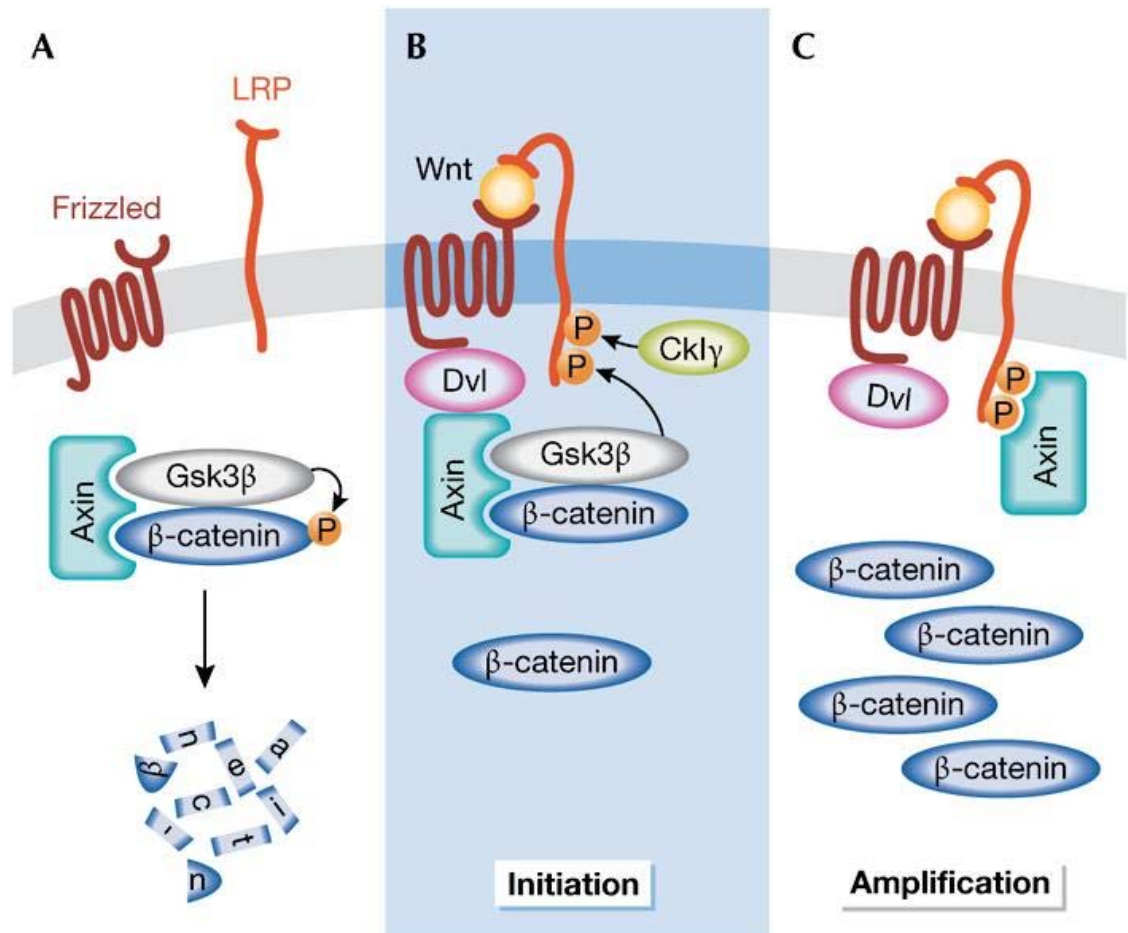 A
LRP
Frizzled
Axin
Gsk3β
β-catenin
P
β
n
e
a
c
i
-
t
n
B
Wnt
P
P
CkIγ
Dvl
Axin
Gsk3β
β-catenin
β-catenin
Initiation
C
Dvl
P
P
Axin
β-catenin
β-catenin
β-catenin
β-catenin
Amplification